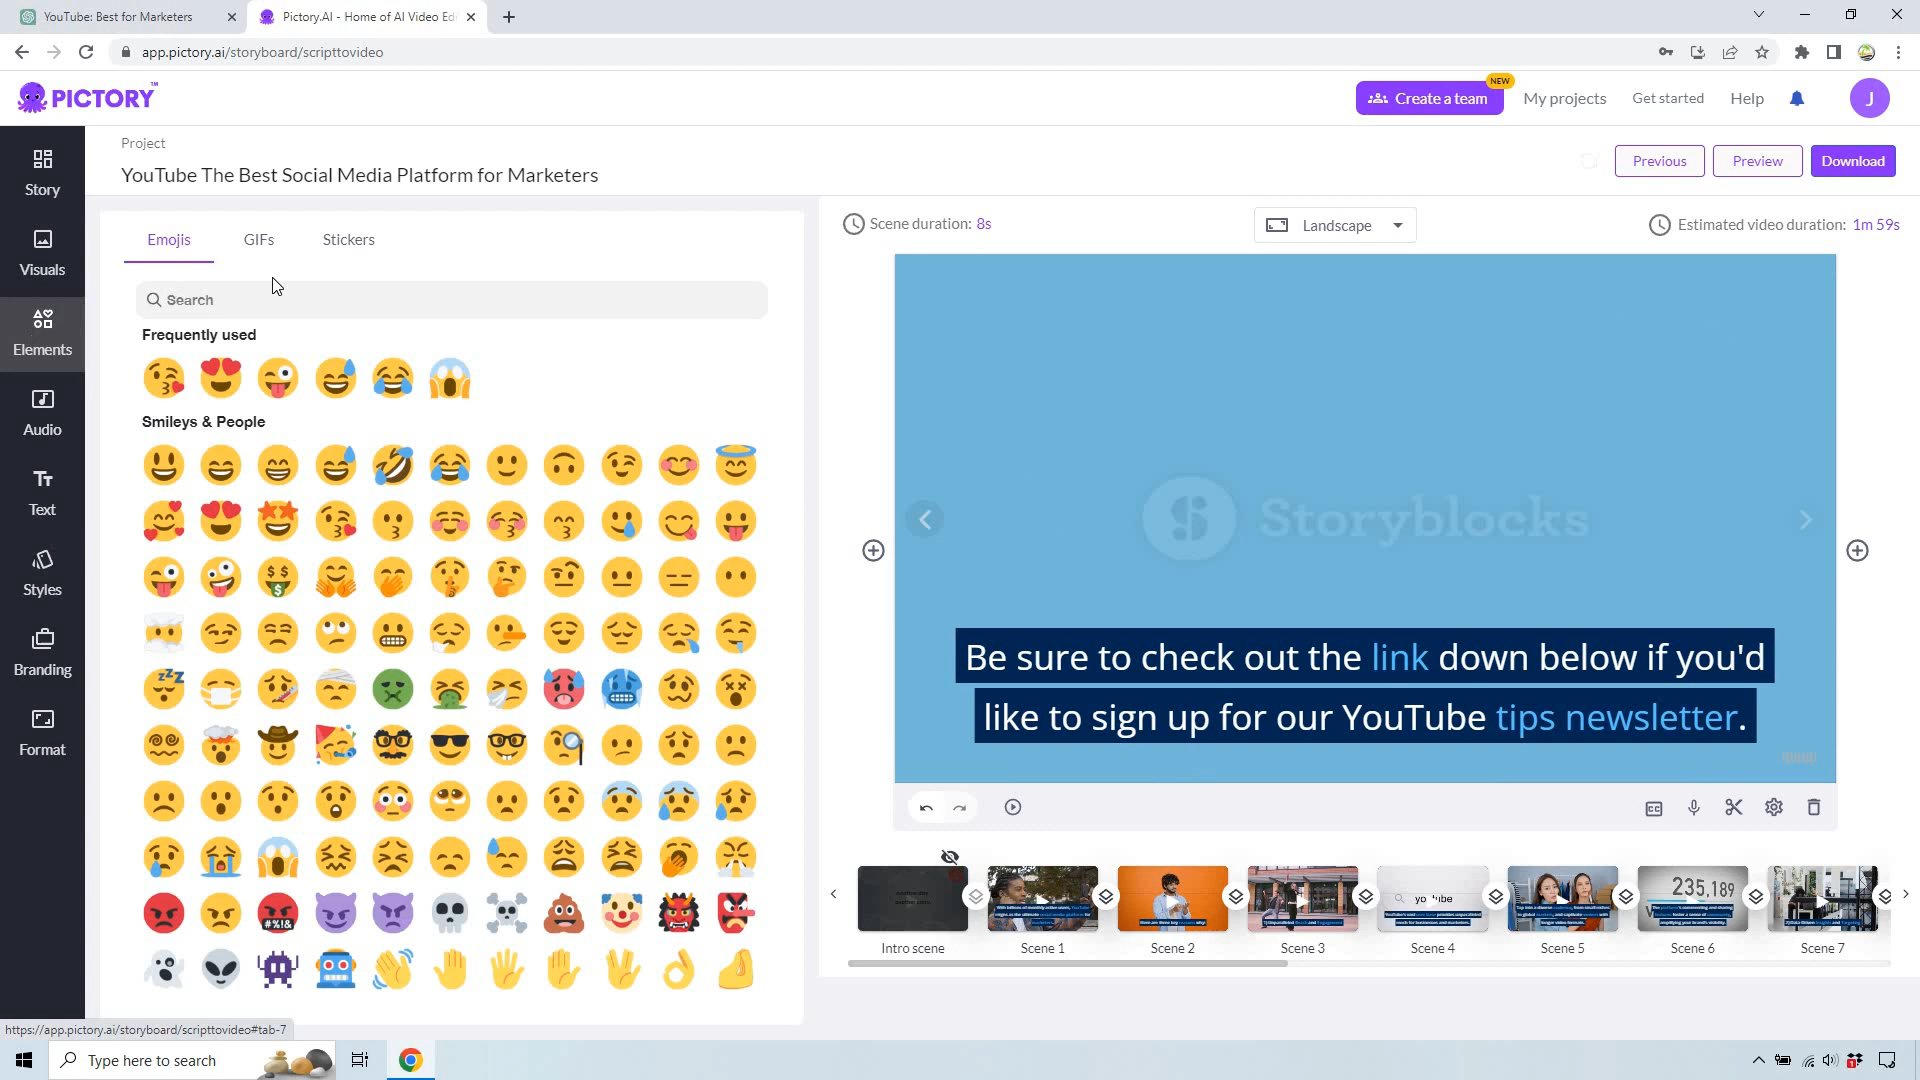 YouTube: Best for Marketers
Pictory.AI - Home of AI Video Edi
app.pictory.ai/storyboard/scripttovideo
PICTORY™
Create a team
NEW
My projects
Get started
Help
J
Story
Visuals
Elements
Audio
Text
Styles
Branding
Format
Project
YouTube The Best Social Media Platform for Marketers
Previous
Preview
Download
Emojis
GIFs
Stickers
Search
Frequently used
Smileys & People
Scene duration: 8s
Landscape
Estimated video duration: 1m 59s
Storyblocks
Be sure to check out the link down below if you'd
like to sign up for our YouTube tips newsletter.
235,189
Intro scene
Scene 1
Scene 2
Scene 3
Scene 4
Scene 5
Scene 6
Scene 7
https://app.pictory.ai/storyboard/scripttovideo#tab-7
Type here to search